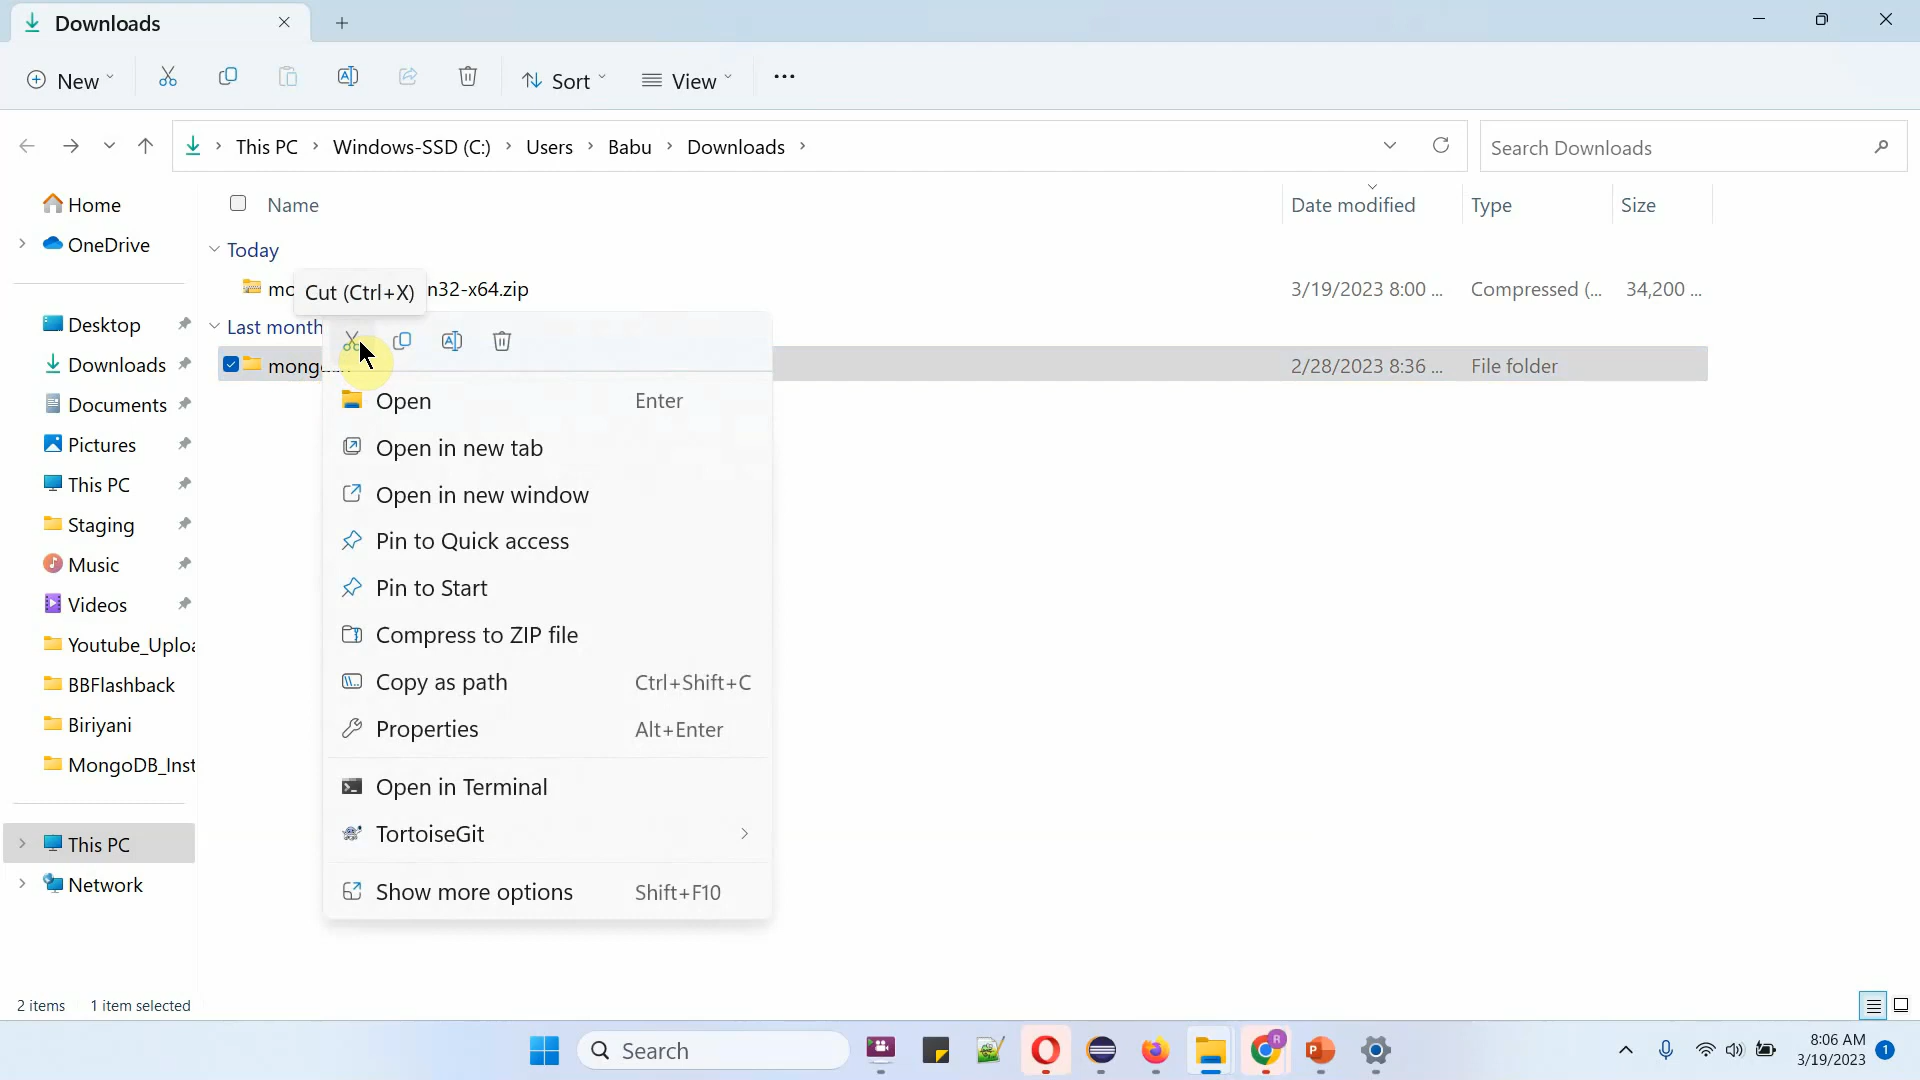 Downloads
New
Sort
View
This PC
Windows-SSD (C:)
Users
Babu
Downloads
Search Downloads
Home
OneDrive
Desktop
Downloads
Documents
Pictures
This PC
Staging
Music
Videos
Youtube_Uploa
BBFlashback
Biriyani
MongoDB_Inst
This PC
Network
Name
Date modified
Type
Size
Today
n32-x64.zip
3/19/2023 8:00 ...
Compressed (...
34,200 ...
Cut (Ctrl+X)
Last month
2/28/2023 8:36 ...
File folder
Open Enter
Open in new tab
Open in new window
Pin to Quick access
Pin to Start
Compress to ZIP file
Copy as path Ctrl+Shift+C
Properties Alt+Enter
Open in Terminal
TortoiseGit
Show more options Shift+F10
2 items 1 item selected
Search
R
8:06 AM
3/19/2023
1